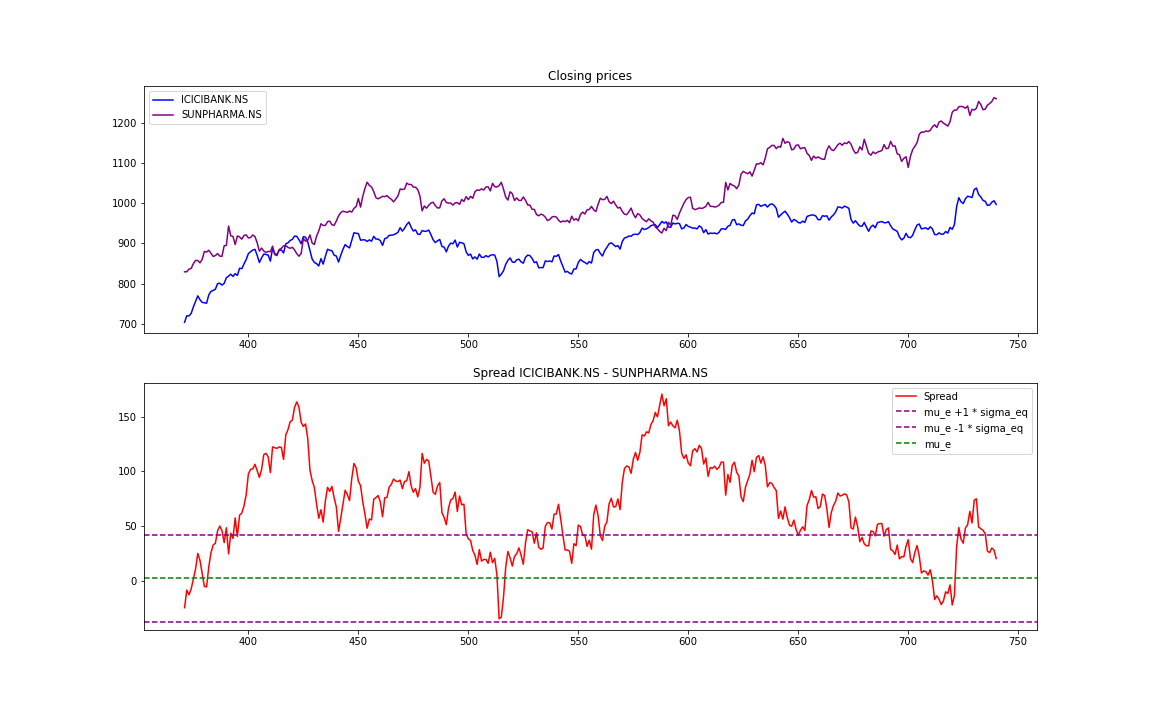 Closing prices
ICICIBANK.NS
SUNPHARMA.NS
1200
1100
1000
900
800
700
400 450 500 550 600 650 700 750
Spread ICICIBANK.NS - SUNPHARMA.NS
Spread
mu_e +1 * sigma_eq
mu_e -1 * sigma_eq
mu_e
150
100
50
0
400 450 500 550 600 650 700 750